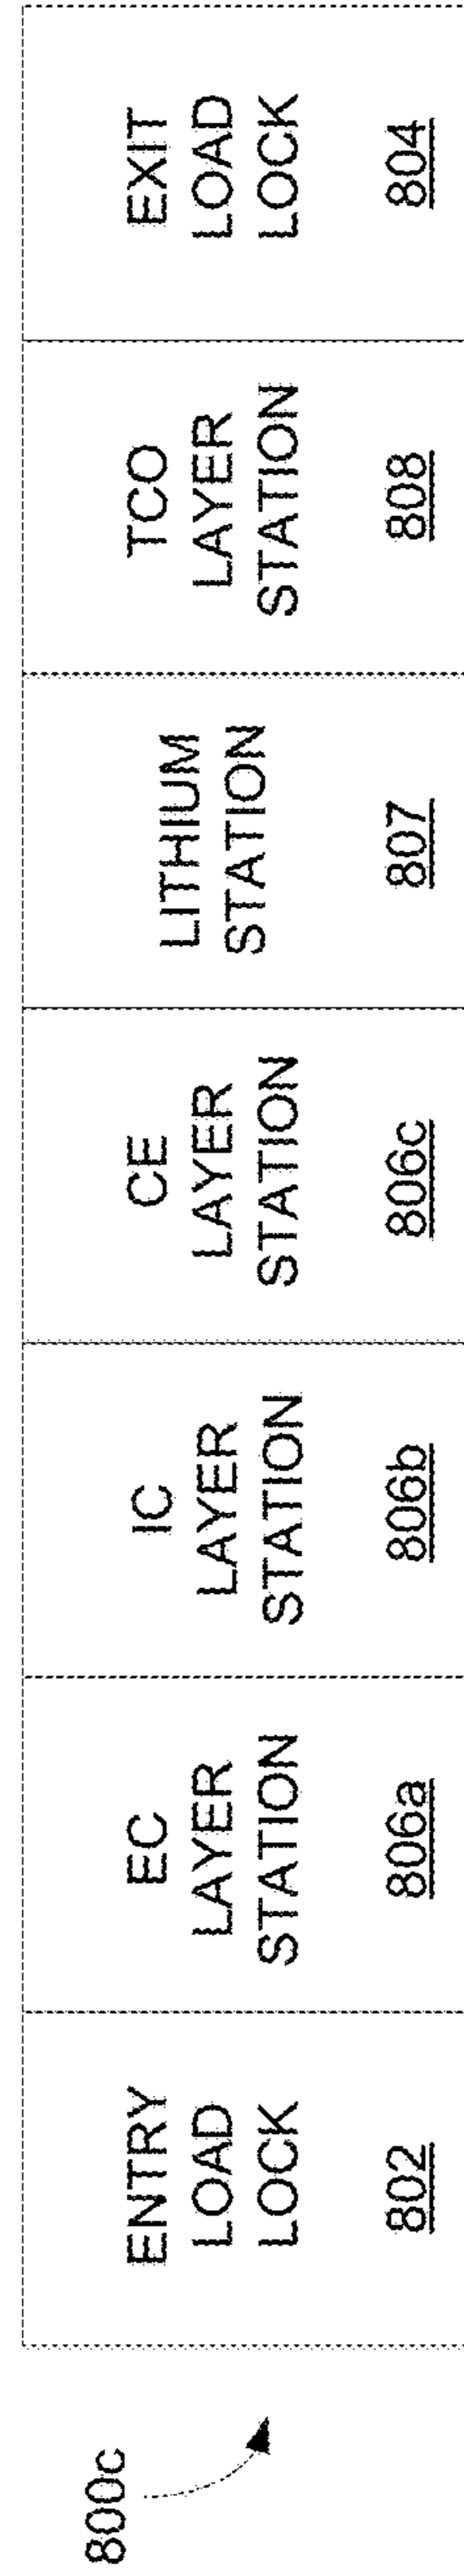 800c
ENTRY
LOAD
LOCK
802
EC
LAYER
STATION
806a
IC
LAYER
STATION
806b
CE
LAYER
STATION
806c
LITHIUM
STATION
807
TCO
LAYER
STATION
808
EXIT
LOAD
LOCK
804